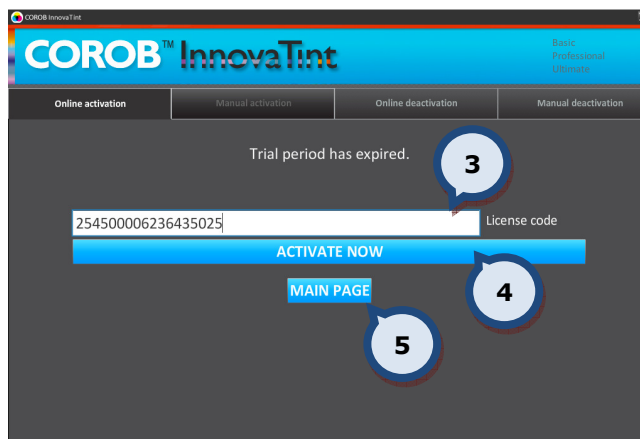 COROB InnovaTint
COROB™ InnovaTint
Basic
Professional
Ultimate
Online activation Manual activation Online deactivation Manual deactivation
Trial period has expired.
3
254500006236435025 License code
ACTIVATE NOW
4
MAIN PAGE
5